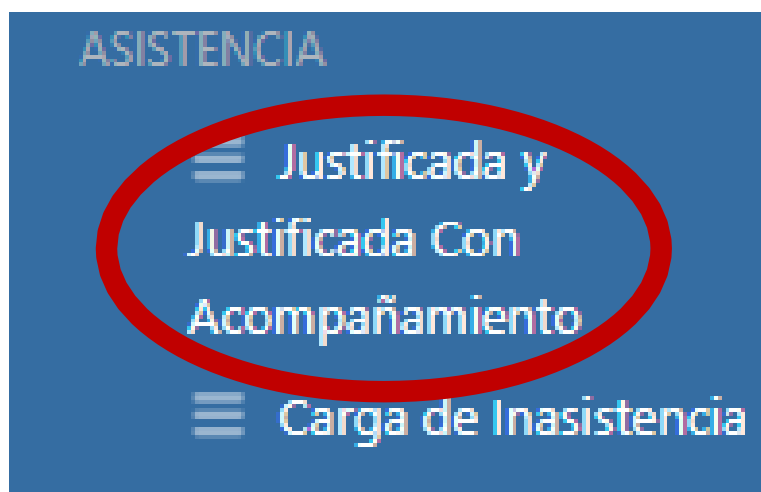 ASISTENCIA
Justificada y
Justificada Con
Acompañamiento
Carga de Inasistencia